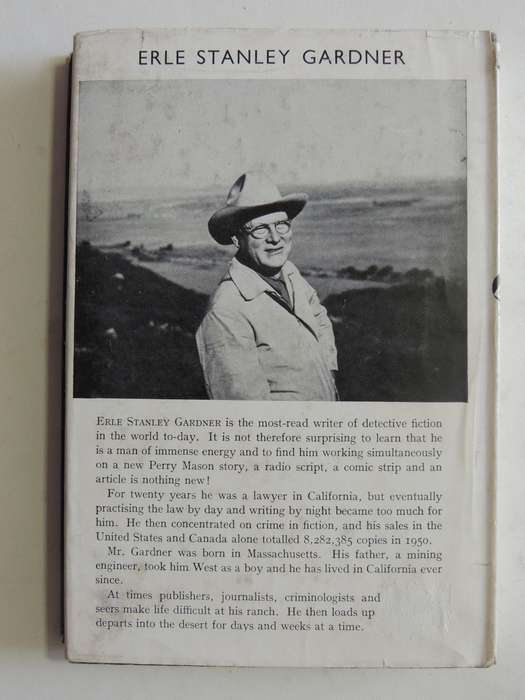 ERLE STANLEY GARDNER
ERLE STANLEY GARDNER is the most-read writer of detective fiction
in the world to-day. It is not therefore surprising to learn that he
is a man of immense energy and to find him working simultaneously
on a new Perry Mason story, a radio script, a comic strip and an
article is nothing new!
For twenty years he was a lawyer in California, but eventually
practising the law by day and writing by night became too much for
him. He then concentrated on crime in fiction, and his sales in the
United States and Canada alone totalled 8,282,385 copies in 1950.
Mr. Gardner was born in Massachusetts. His father, a mining
engineer, took him West as a boy and he has lived in California ever
since.
At times publishers, journalists, criminologists and
seers make life difficult at his ranch. He then loads up
departs into the desert for days and weeks at a time.